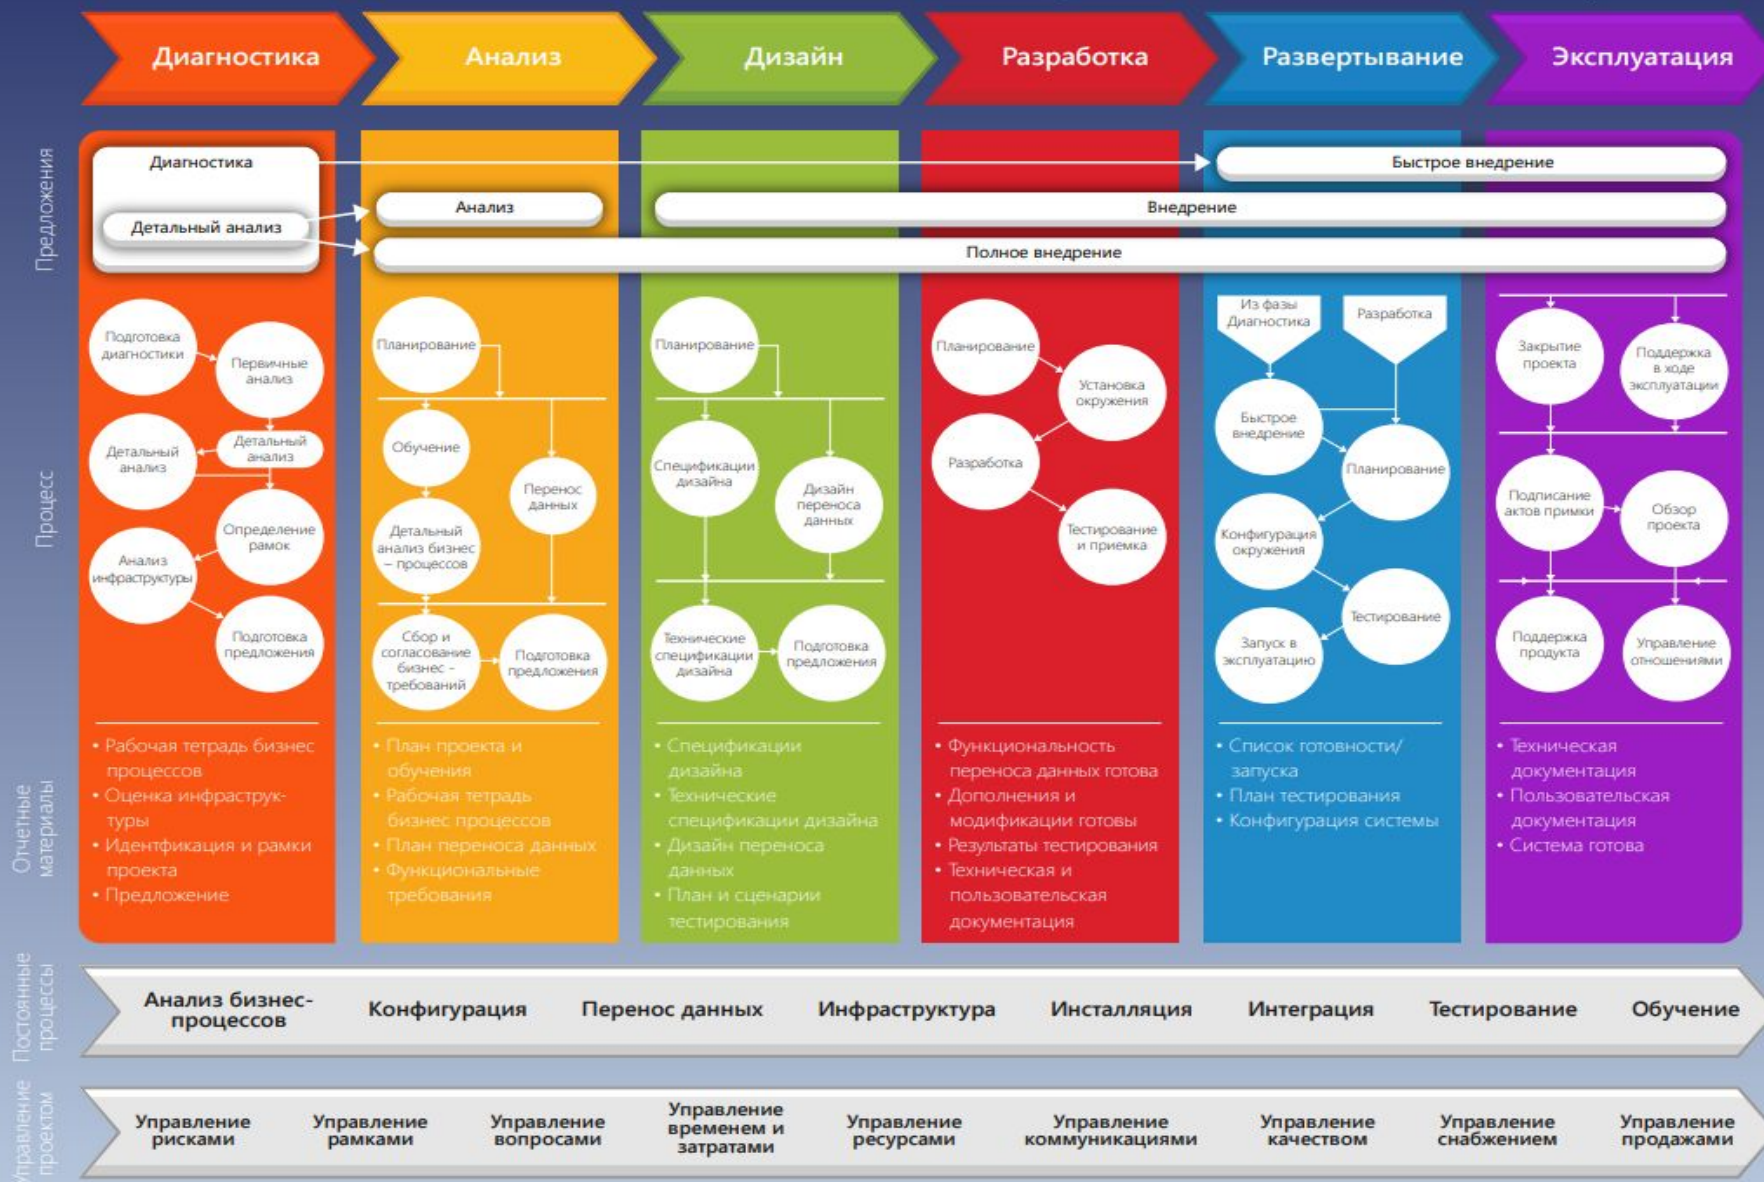 Диагностика
Анализ
Дизайн
Разработка
Развертывание
Эксплуатация
Предложения
Диагностика
Детальный анализ
Анализ
Быстрое внедрение
Внедрение
Полное внедрение
Процесс
Подготовка
диагностики
Первичные
анализ
Детальный
анализ
Детальный
анализ
Определение
рамок
Анализ
инфраструктуры
Подготовка
предложения
Планирование
Обучение
Перенос
данных
Детальный
анализ бизнес
– процессов
Сбор и
согласование
бизнес -
требований
Подготовка
предложения
Планирование
Спецификации
дизайна
Дизайн
переноса
данных
Технические
спецификации
дизайна
Подготовка
предложения
Планирование
Установка
окружения
Разработка
Тестирование
и приемка
Из фазы
Диагностика
Разработка
Быстрое
внедрение
Планирование
Конфигурация
окружения
Тестирование
Запуск в
эксплуатацию
Закрытие
проекта
Поддержка
в ходе
эксплуатации
Подписание
актов примки
Обзор
проекта
Поддержка
продукта
Управление
отношениями
Отчетные
материалы
• Рабочая тетрадь бизнес
процессов
• Оценка инфраструк-
туры
• Идентфикация и рамки
проекта
• Предложение
• План проекта и
обучения
• Рабочая тетрадь
бизнес процессов
• План переноса данных
• Функциональные
требования
• Спецификации
дизайна
• Технические
спецификации дизайна
• Дизайн переноса
данных
• План и сценарии
тестирования
• Функциональность
переноса данных готова
• Дополнения и
модификации готовы
• Результаты тестирования
• Техническая и
пользовательская
документация
• Список готовности/
запуска
• План тестирования
• Конфигурация системы
• Техническая
документация
• Пользовательская
документация
• Система готова
Постоянные
процессы
Анализ бизнес-
процессов
Конфигурация
Перенос данных
Инфраструктура
Инсталляция
Интеграция
Тестирование
Обучение
Управление
проектом
Управление
рисками
Управление
рамками
Управление
вопросами
Управление
временем и
затратами
Управление
ресурсами
Управление
коммуникациями
Управление
качеством
Управление
снабжением
Управление
продажами